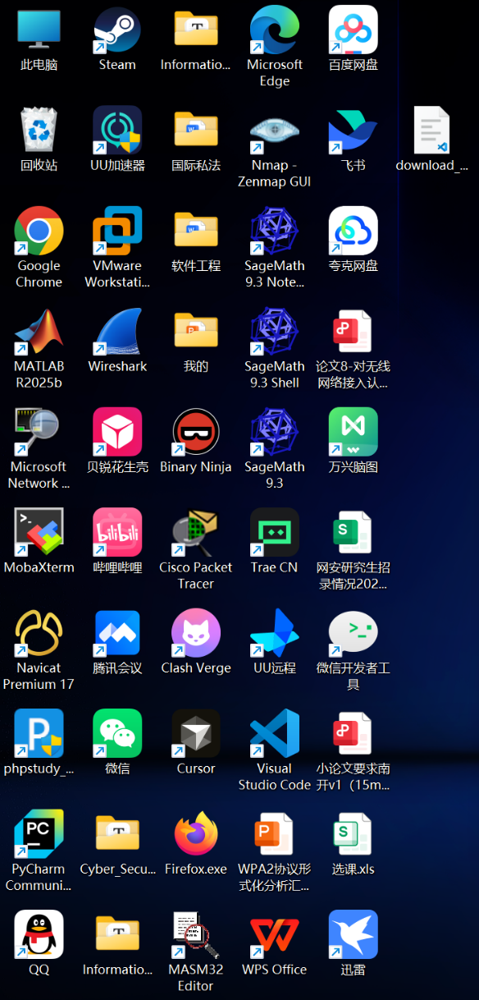 此电脑
Steam
Informatio...
Microsoft
Edge
百度网盘
回收站
UU加速器
国际私法
Nmap -
Zenmap GUI
飞书
download_...
Google
Chrome
VMware
Workstati...
软件工程
SageMath
9.3 Note...
夸克网盘
MATLAB
R2025b
Wireshark
我的
SageMath
9.3 Shell
论文8-对无线
网络接入认...
Microsoft
Network ...
贝锐花生壳
Binary Ninja
SageMath
9.3
万兴脑图
MobaXterm
bilibili
哔哩哔哩
Cisco Packet
Tracer
Trae CN
网安研究生招
录情况202...
Navicat
Premium 17
腾讯会议
Clash Verge
UU远程
微信开发者工
具
phpstudy_...
微信
Cursor
Visual
Studio Code
小论文要求南
开v1（15m...
PC
PyCharm
Communi...
Cyber_Secu...
Firefox.exe
WPA2协议形
式化分析汇...
选课.xls
QQ
Informatio...
MASM32
Editor
WPS Office
迅雷